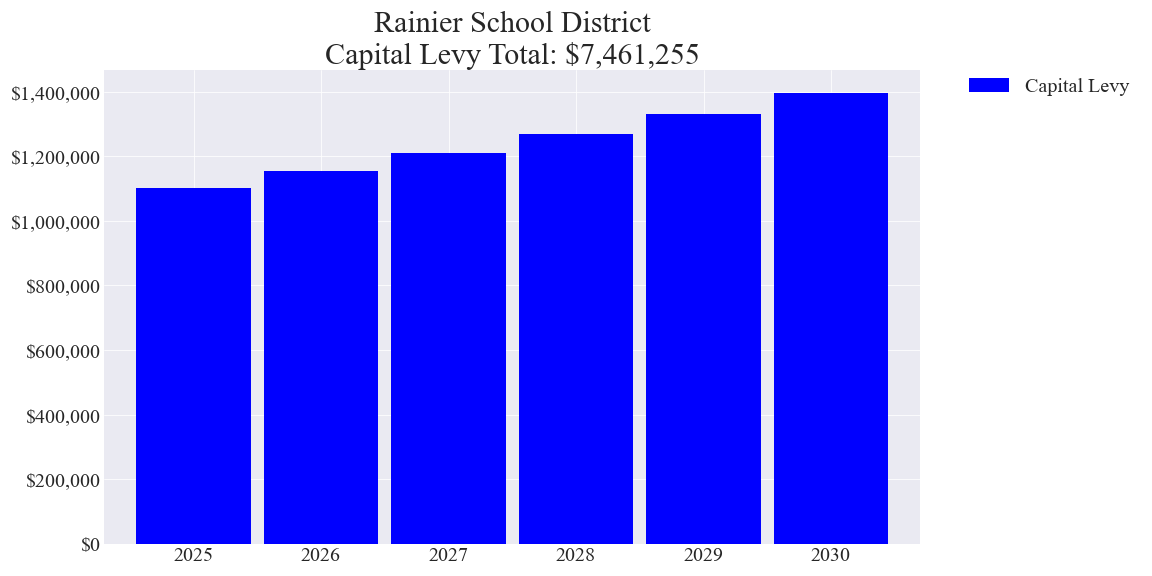 Rainier School District
Capital Levy Total: $7,461,255
Capital Levy
$1,400,000
$1,200,000
$1,000,000
$800,000
$600,000
$400,000
$200,000
$0
2025 2026 2027 2028 2029 2030